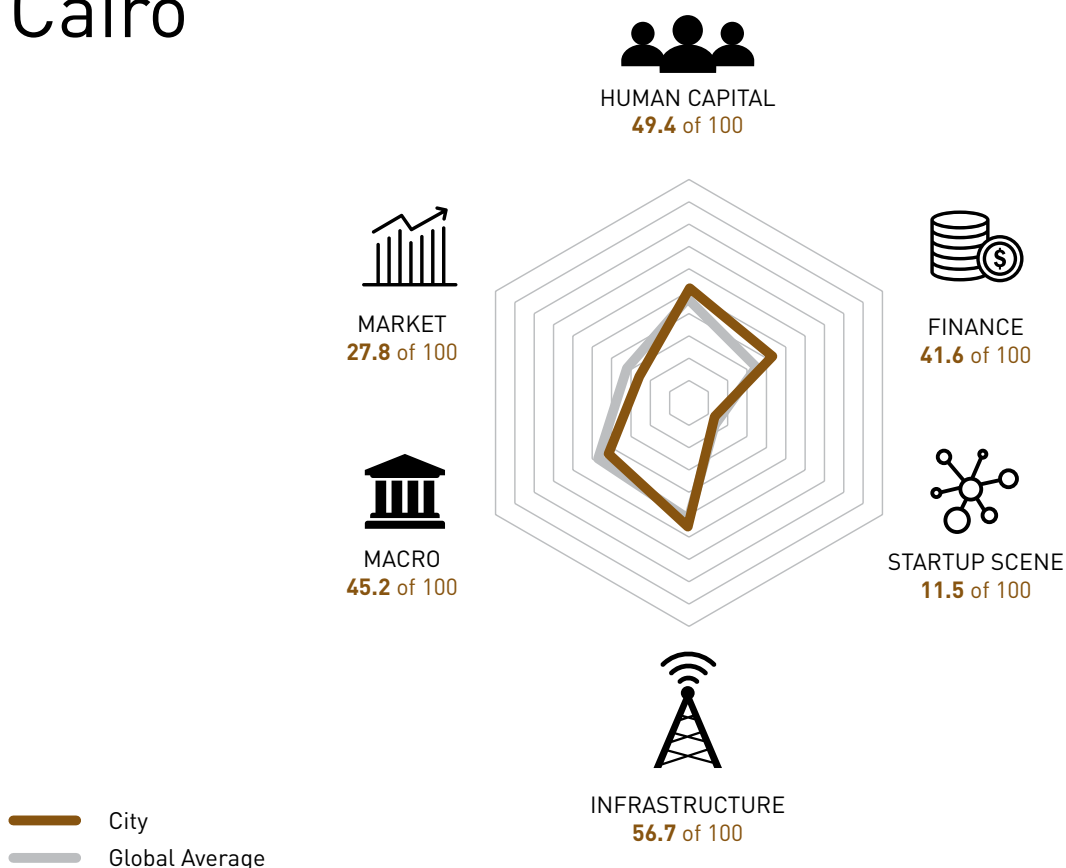 Cairo
HUMAN CAPITAL
49.4 of 100
MARKET
27.8 of 100
FINANCE
41.6 of 100
$
MACRO
45.2 of 100
STARTUP SCENE
11.5 of 100
INFRASTRUCTURE
56.7 of 100
City
Global Average